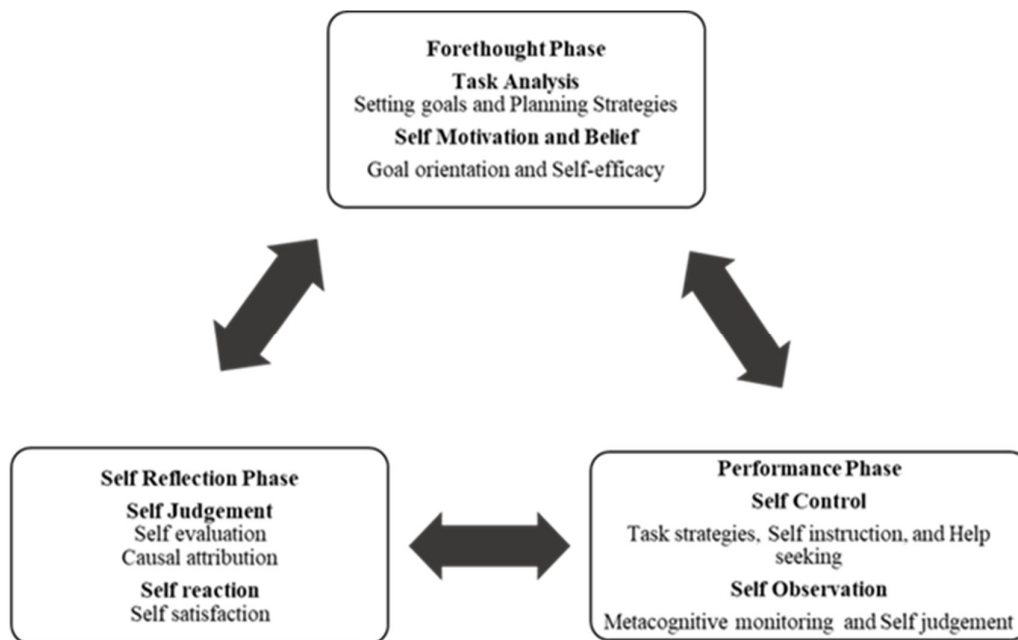 Forethought Phase
Task Analysis
Setting goals and Planning Strategies
Self Motivation and Belief
Goal orientation and Self-efficacy
Self Reflection Phase
Self Judgement
Self evaluation
Causal attribution
Self reaction
Self satisfaction
Performance Phase
Self Control
Task strategies, Self instruction, and Help
seeking
Self Observation
Metacognitive monitoring and Self judgement